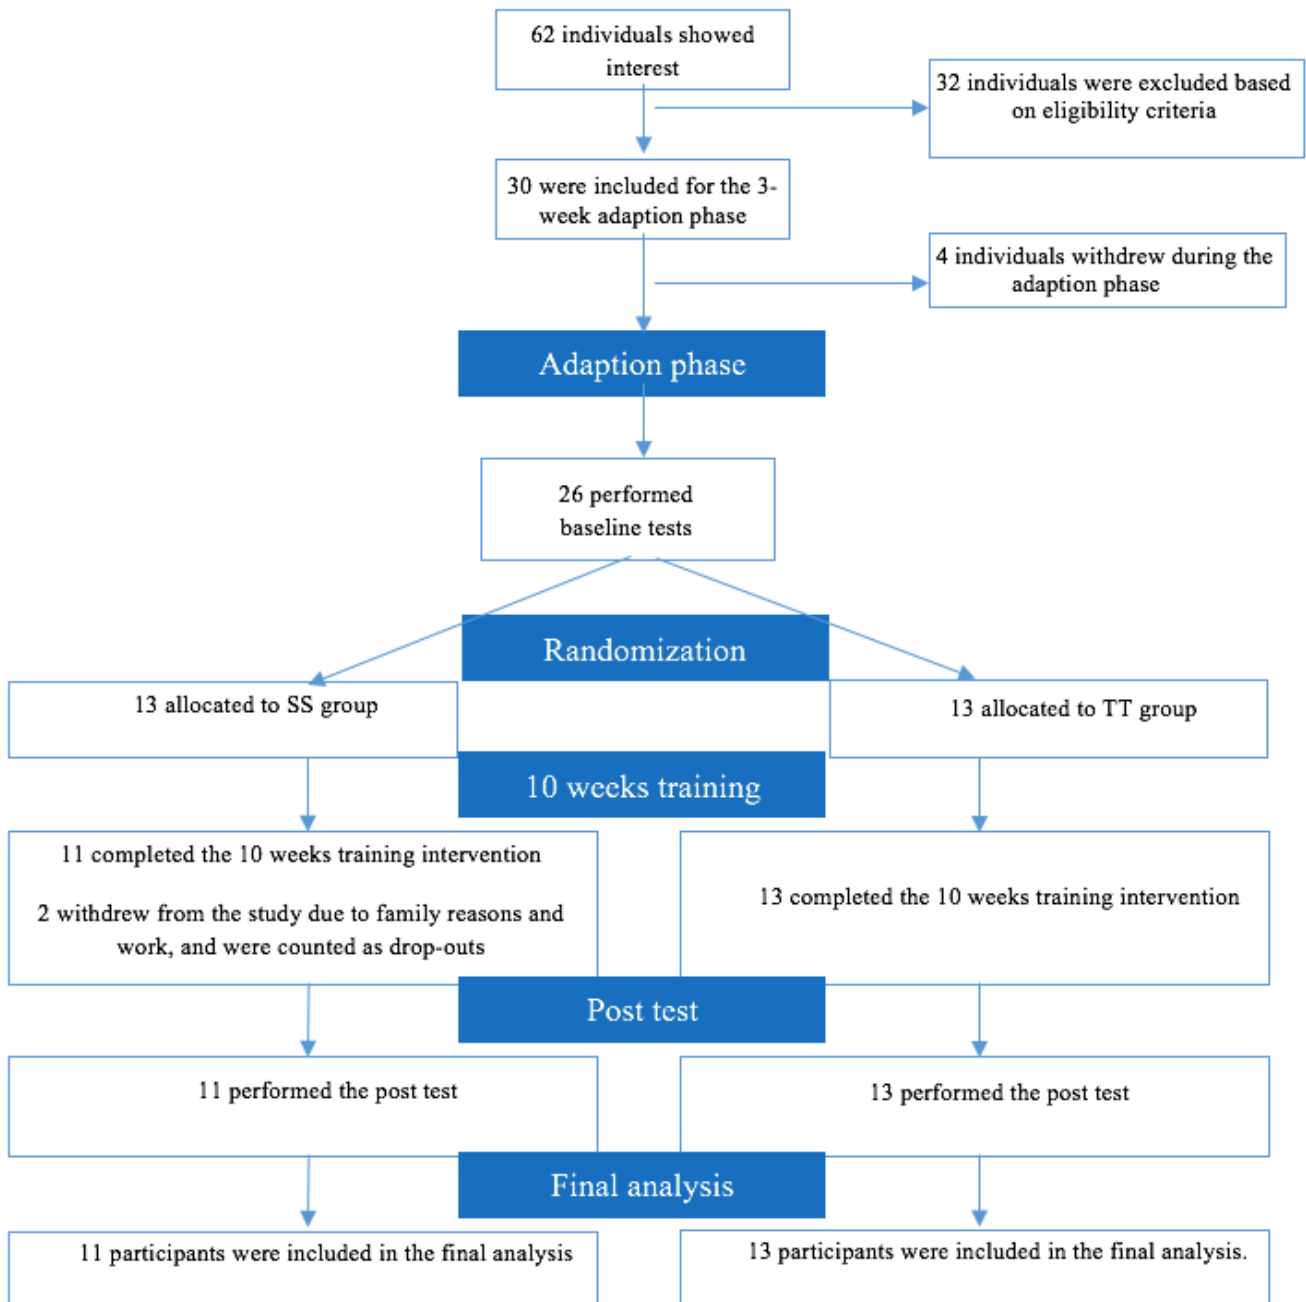 62 individuals showed
interest
32 individuals were excluded based
on eligibility criteria
30 were included for the 3-
week adaption phase
4 individuals withdrew during the
adaption phase
Adaption phase
26 performed
baseline tests
Randomization
13 allocated to SS group
13 allocated to TT group
10 weeks training
11 completed the 10 weeks training intervention
2 withdrew from the study due to family reasons and
work, and were counted as drop-outs
13 completed the 10 weeks training intervention
Post test
11 performed the post test
13 performed the post test
Final analysis
11 participants were included in the final analysis
13 participants were included in the final analysis.